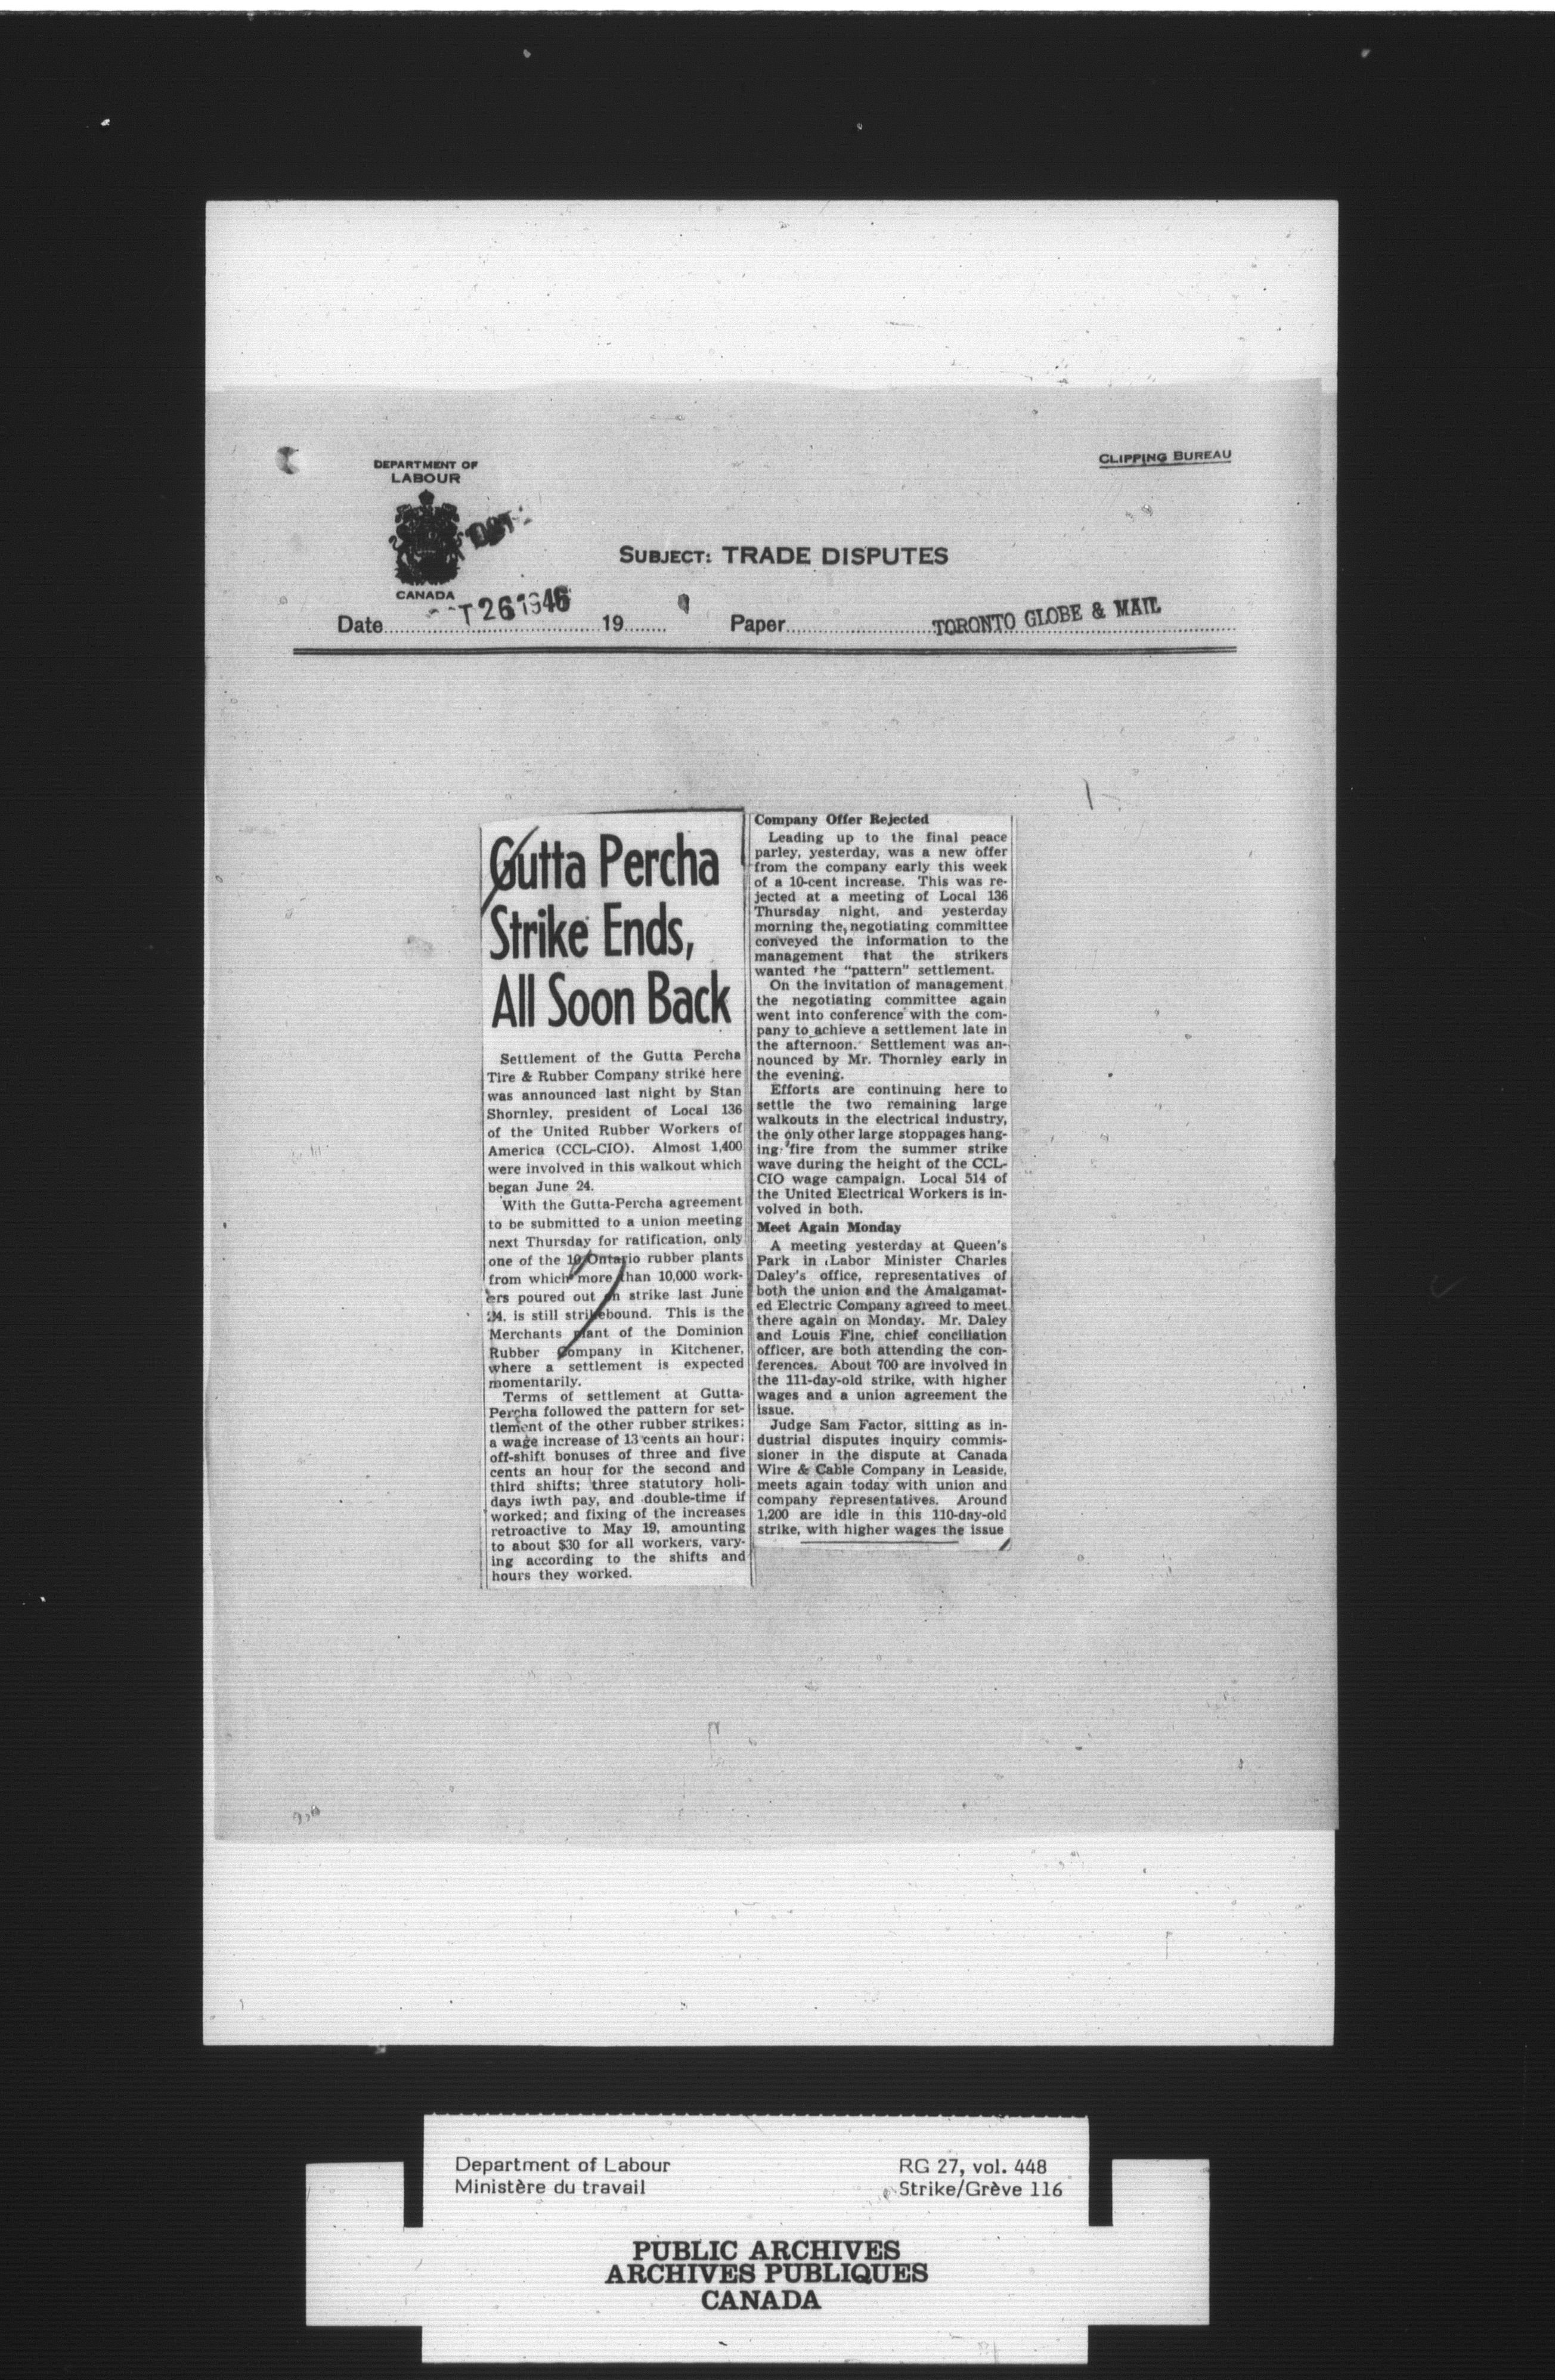 DEPARTMENT OF
LABOUR
CANADA
CLIPPING BUREAU
OCT
SUBJECT: TRADE DISPUTES
Date T 26 1946 19 Paper TORONTO GLOBE & MAIL
Gutta Percha
Strike Ends,
All Soon Back
Settlement of the Gutta Percha
Tire & Rubber Company strike here
was announced last night by Stan
Shornley, president of Local 136
of the United Rubber Workers of
America (CCL-CIO). Almost 1,400
were involved in this walkout which
began June 24.
With the Gutta-Percha agreement
to be submitted to a union meeting
next Thursday for ratification, only
one of the 10 Ontario rubber plants
from which more than 10,000 work-
ers poured out on strike last June
24, is still strikebound. This is the
Merchants plant of the Dominion
Rubber Company in Kitchener,
where a settlement is expected
momentarily.
Terms of settlement at Gutta-
Percha followed the pattern for set-
tlement of the other rubber strikes:
a wage increase of 13 cents an hour;
off-shift bonuses of three and five
cents an hour for the second and
third shifts; three statutory holi-
days iwth pay, and double-time if
worked; and fixing of the increases
retroactive to May 19, amounting
to about $30 for all workers, vary-
ing according to the shifts and
hours they worked.
Company Offer Rejected
Leading up to the final peace
parley, yesterday, was a new offer
from the company early this week
of a 10-cent increase. This was re-
jected at a meeting of Local 136
Thursday night, and yesterday
morning the negotiating committee
conveyed the information to the
management that the strikers
wanted the "pattern" settlement.
On the invitation of management
the negotiating committee again
went into conference with the com-
pany to achieve a settlement late in
the afternoon. Settlement was an-
nounced by Mr. Thornley early in
the evening.
Efforts are continuing here to
settle the two remaining large
walkouts in the electrical industry,
the only other large stoppages hang-
ing fire from the summer strike
wave during the height of the CCL-
CIO wage campaign. Local 514 of
the United Electrical Workers is in-
volved in both.
Meet Again Monday
A meeting yesterday at Queen's
Park in Labor Minister Charles
Daley's office, representatives of
both the union and the Amalgamat-
ed Electric Company agreed to meet
there again on Monday. Mr. Daley
and Louis Fine, chief conciliation
officer, are both attending the con-
ferences. About 700 are involved in
the 111-day-old strike, with higher
wages and a union agreement the
issue.
Judge Sam Factor, sitting as in-
dustrial disputes inquiry commis-
sioner in the dispute at Canada
Wire & Cable Company in Leaside,
meets again today with union and
company representatives. Around
1,200 are idle in this 110-day-old
strike, with higher wages the issue
Department of Labour
Ministère du travail
RG 27, vol. 448
Strike/Grève 116
PUBLIC ARCHIVES
ARCHIVES PUBLIQUES
CANADA